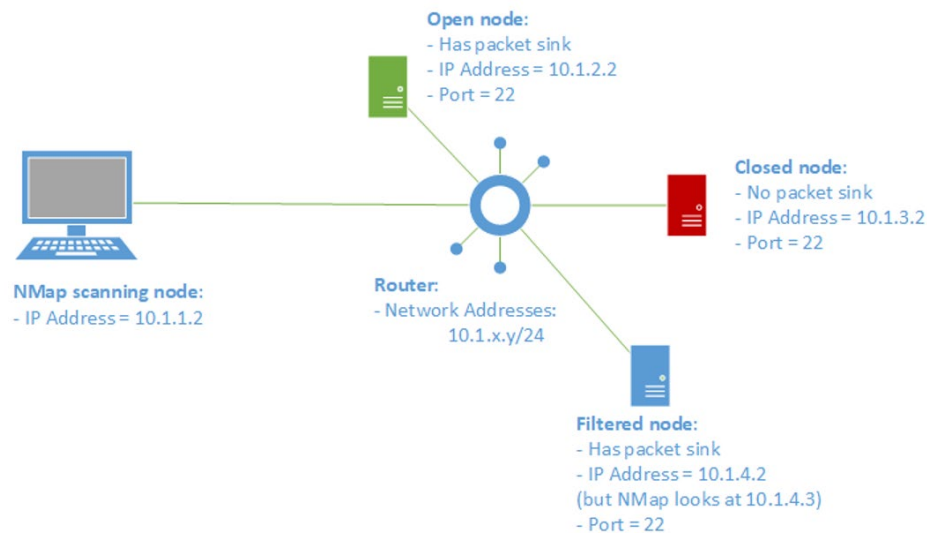 Open node:
- Has packet sink
- IP Address = 10.1.2.2
- Port = 22
Closed node:
- No packet sink
- IP Address = 10.1.3.2
- Port = 22
NMap scanning node:
- IP Address = 10.1.1.2
Router:
- Network Addresses:
10.1.x.y/24
Filtered node:
- Has packet sink
- IP Address = 10.1.4.2
(but NMap looks at 10.1.4.3)
- Port = 22